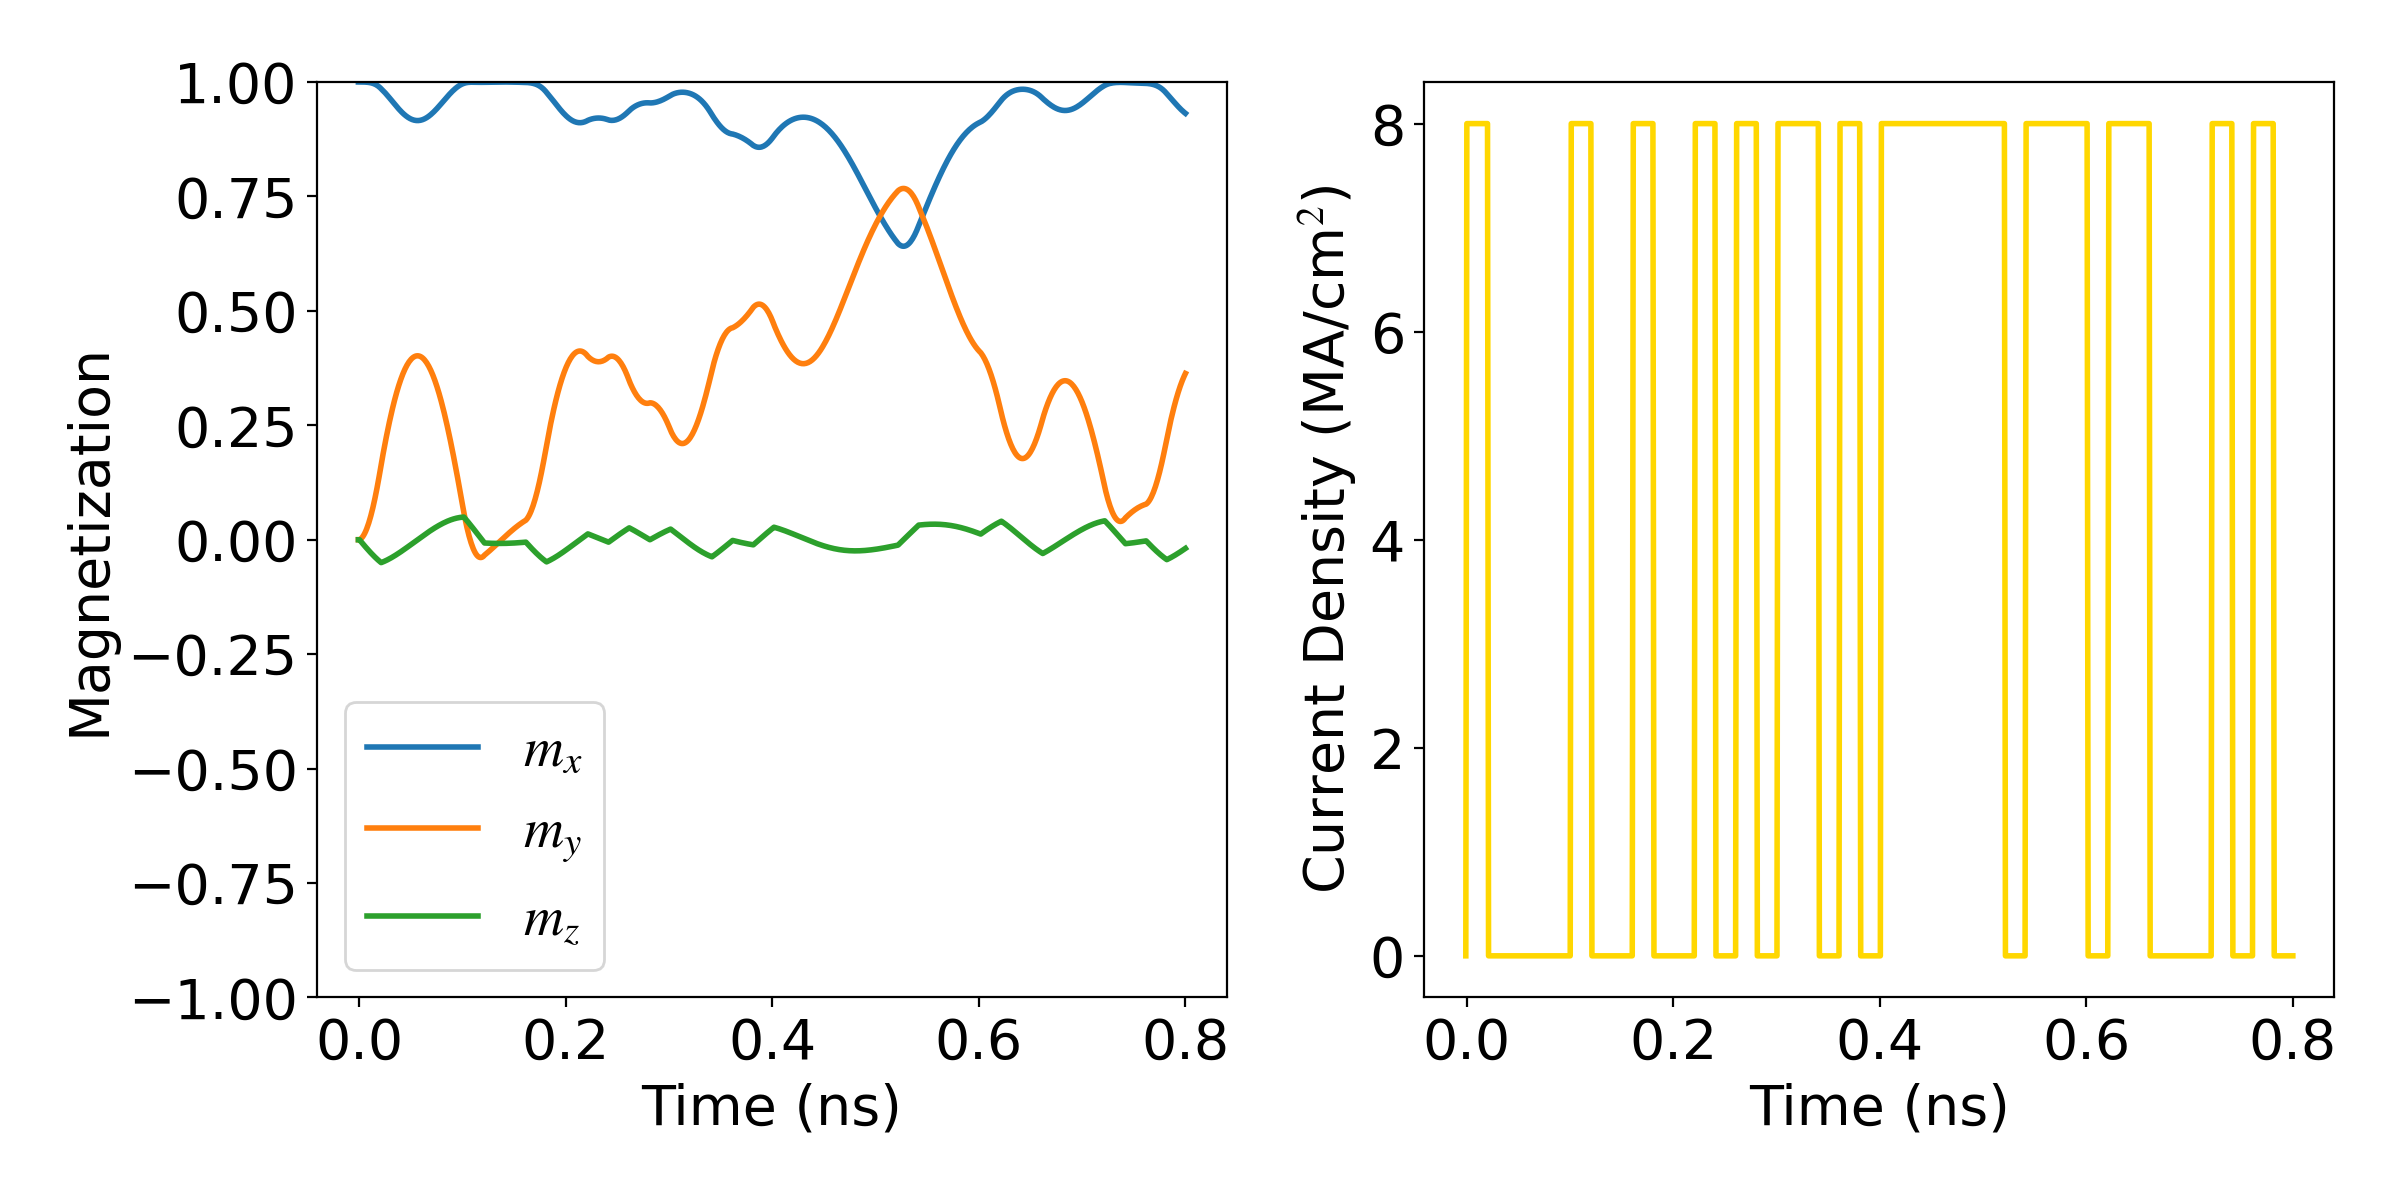 Magnetization
1.00
0.75
0.50
0.25
0.00
−0.25
−0.50
−0.75
−1.00
m_x
m_y
m_z
0.0 0.2 0.4 0.6 0.8
Time (ns)
Current Density (MA/cm²)
8
6
4
2
0
0.0 0.2 0.4 0.6 0.8
Time (ns)